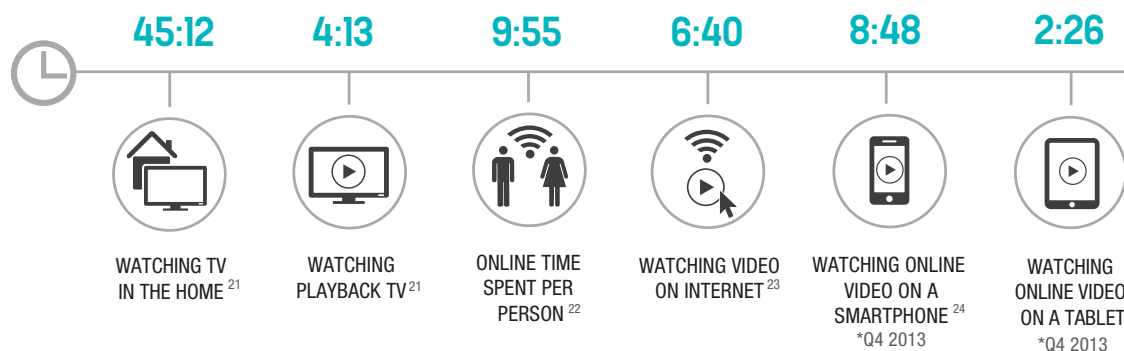 45:12
4:13
9:55
6:40
8:48
2:26
WATCHING TV
IN THE HOME 21
WATCHING
PLAYBACK TV 21
ONLINE TIME
SPENT PER
PERSON 22
WATCHING VIDEO
ON INTERNET 23
WATCHING ONLINE
VIDEO ON A
SMARTPHONE 24
*Q4 2013
WATCHING
ONLINE VIDEO
ON A TABLET
*Q4 2013